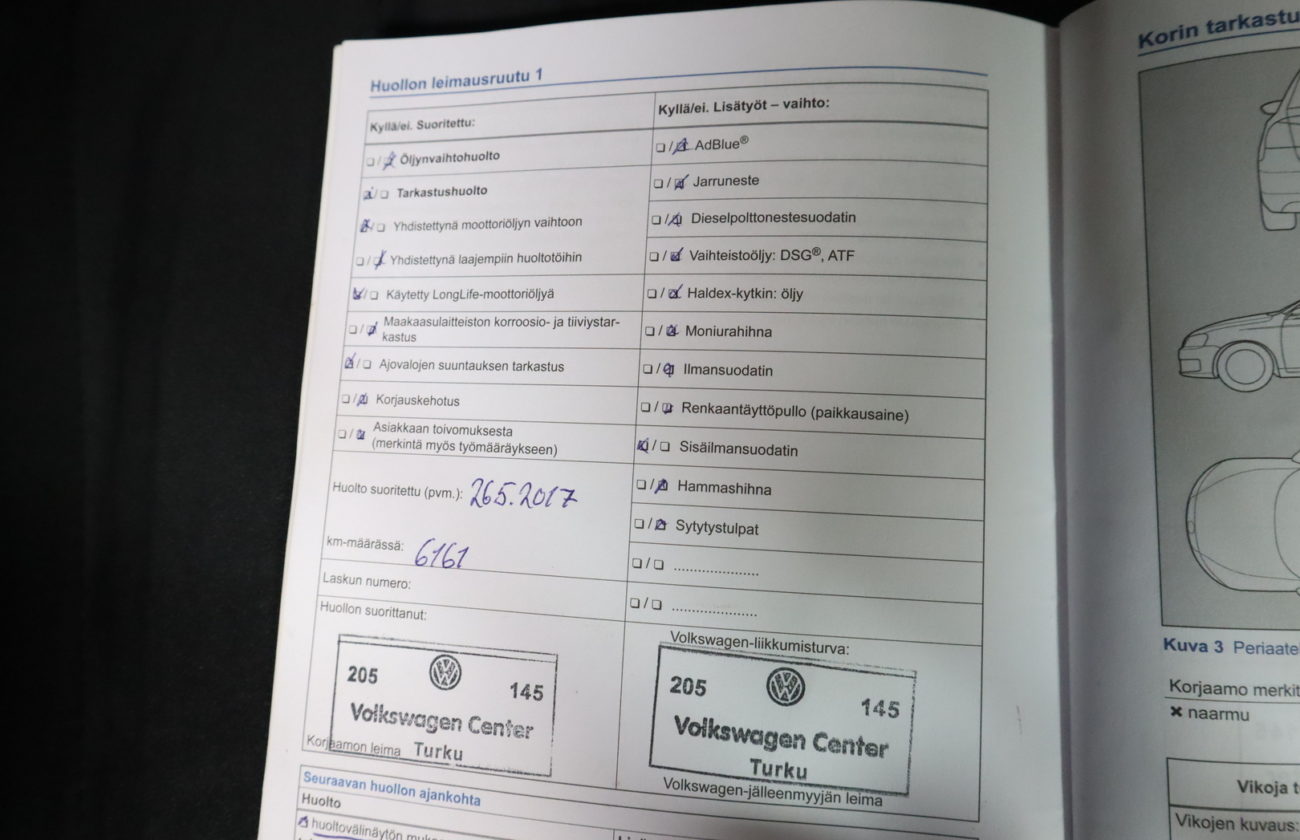 Huollon leimausruutu 1
Kyllä/ei. Suoritettu:
❏/❏ Öljynvaihtohuolto
❏/❏ Tarkastushuolto
❏/❏ Yhdistettynä moottoriöljyn vaihtoon
❏/❏ Yhdistettynä laajempiin huoltotöihin
❏/❏ Käytetty LongLife-moottoriöljyä
❏/❏ Maakaasulaitteiston korroosio- ja tiiviystar-
kastus
❏/❏ Ajovalojen suuntauksen tarkastus
❏/❏ Korjauskehotus
❏/❏ Asiakkaan toivomuksesta
(merkintä myös työmääräykseen)
Huolto suoritettu (pvm.): 26.5.2017
km-määrässä: 6161
Laskun numero:
Huollon suorittanut:
205 145
Volkswagen Center
Turku
Korjaamon leima
Kyllä/ei. Lisätyöt – vaihto:
❏/❏ AdBlue®
❏/❏ Jarruneste
❏/❏ Dieselpolttonestesuodatin
❏/❏ Vaihteistoöljy: DSG®, ATF
❏/❏ Haldex-kytkin: öljy
❏/❏ Moniurahihna
❏/❏ Ilmansuodatin
❏/❏ Renkaantäyttöpullo (paikkausaine)
❏/❏ Sisäilmansuodatin
❏/❏ Hammashihna
❏/❏ Sytytystulpat
❏/❏ .....................
❏/❏ .....................
Volkswagen-liikkumisturva:
205 145
Volkswagen Center
Turku
Volkswagen-jälleenmyyjän leima
Seuraavan huollon ajankohta
Huolto
huoltovälinäytön
Korin
Kuva 3
Korjaamo
✖ naarmu
Vikoja
Vikojen kuvaus: